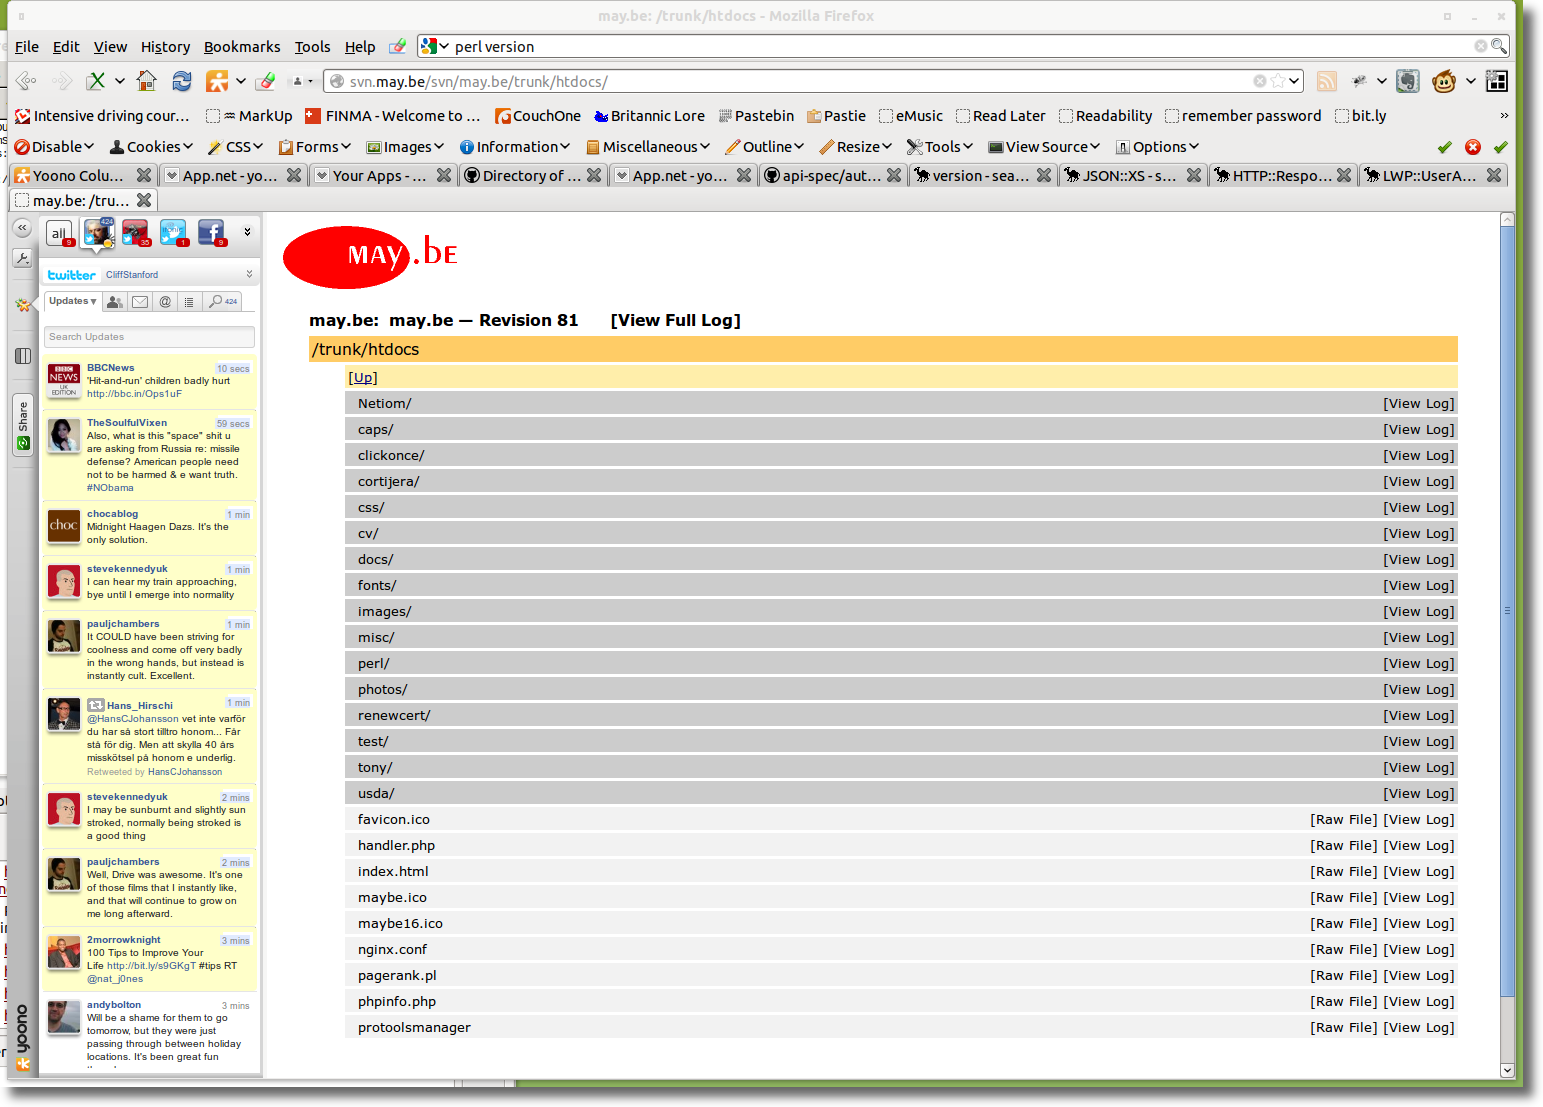 may.be: /trunk/htdocs - Mozilla Firefox
File Edit View History Bookmarks Tools Help perl version
svn.may.be/svn/may.be/trunk/htdocs/
Intensive driving cour... MarkUp FINMA - Welcome to ... CouchOne Britannic Lore Pastebin Pastie eMusic Read Later Readability remember password bit.ly »
Disable Cookies CSS Forms Images Information Miscellaneous Outline Resize Tools View Source Options
Yoono Colu... App.net - yo... Your Apps - ... Directory of ... App.net - yo... api-spec/aut... version - sea... JSON::XS - s... HTTP::Respo... LWP::UserA...
may.be: /tru...
all 9 424 35 1 9
twitter CliffStanford
Updates ▾ @ 424
Search Updates
Share
yoono
BBCNews 10 secs
'Hit-and-run' children badly hurt
http://bbc.in/Ops1uF
BBC
NEWS
UK
EDITION
TheSoulfulVixen 59 secs
Also, what is this "space" shit u
are asking from Russia re: missile
defense? American people need
not to be harmed & e want truth.
#NObama
choc
chocablog 1 min
Midnight Haagen Dazs. It's the
only solution.
stevekennedyuk 1 min
I can hear my train approaching,
bye until I emerge into normality
pauljchambers 1 min
It COULD have been striving for
coolness and come off very badly
in the wrong hands, but instead is
instantly cult. Excellent.
Hans_Hirschi 1 min
@HansCJohansson vet inte varför
du har så stort tilltro honom... Får
stå för dig. Men att skylla 40 års
misskötsel på honom e underlig.
Retweeted by HansCJohansson
stevekennedyuk 2 mins
I may be sunburnt and slightly sun
stroked, normally being stroked is
a good thing
pauljchambers 2 mins
Well, Drive was awesome. It's one
of those films that I instantly like,
and that will continue to grow on
me long afterward.
2morrowknight 3 mins
100 Tips to Improve Your
Life http://bit.ly/s9GKgT #tips RT
@nat_j0nes
andybolton 3 mins
Will be a shame for them to go
tomorrow, but they were just
passing through between holiday
locations. It's been great fun
MAY.BE
may.be: may.be — Revision 81 [View Full Log]
/trunk/htdocs
[Up]
Netiom/ [View Log]
caps/ [View Log]
clickonce/ [View Log]
cortijera/ [View Log]
css/ [View Log]
cv/ [View Log]
docs/ [View Log]
fonts/ [View Log]
images/ [View Log]
misc/ [View Log]
perl/ [View Log]
photos/ [View Log]
renewcert/ [View Log]
test/ [View Log]
tony/ [View Log]
usda/ [View Log]
favicon.ico [Raw File] [View Log]
handler.php [Raw File] [View Log]
index.html [Raw File] [View Log]
maybe.ico [Raw File] [View Log]
maybe16.ico [Raw File] [View Log]
nginx.conf [Raw File] [View Log]
pagerank.pl [Raw File] [View Log]
phpinfo.php [Raw File] [View Log]
protoolsmanager [Raw File] [View Log]